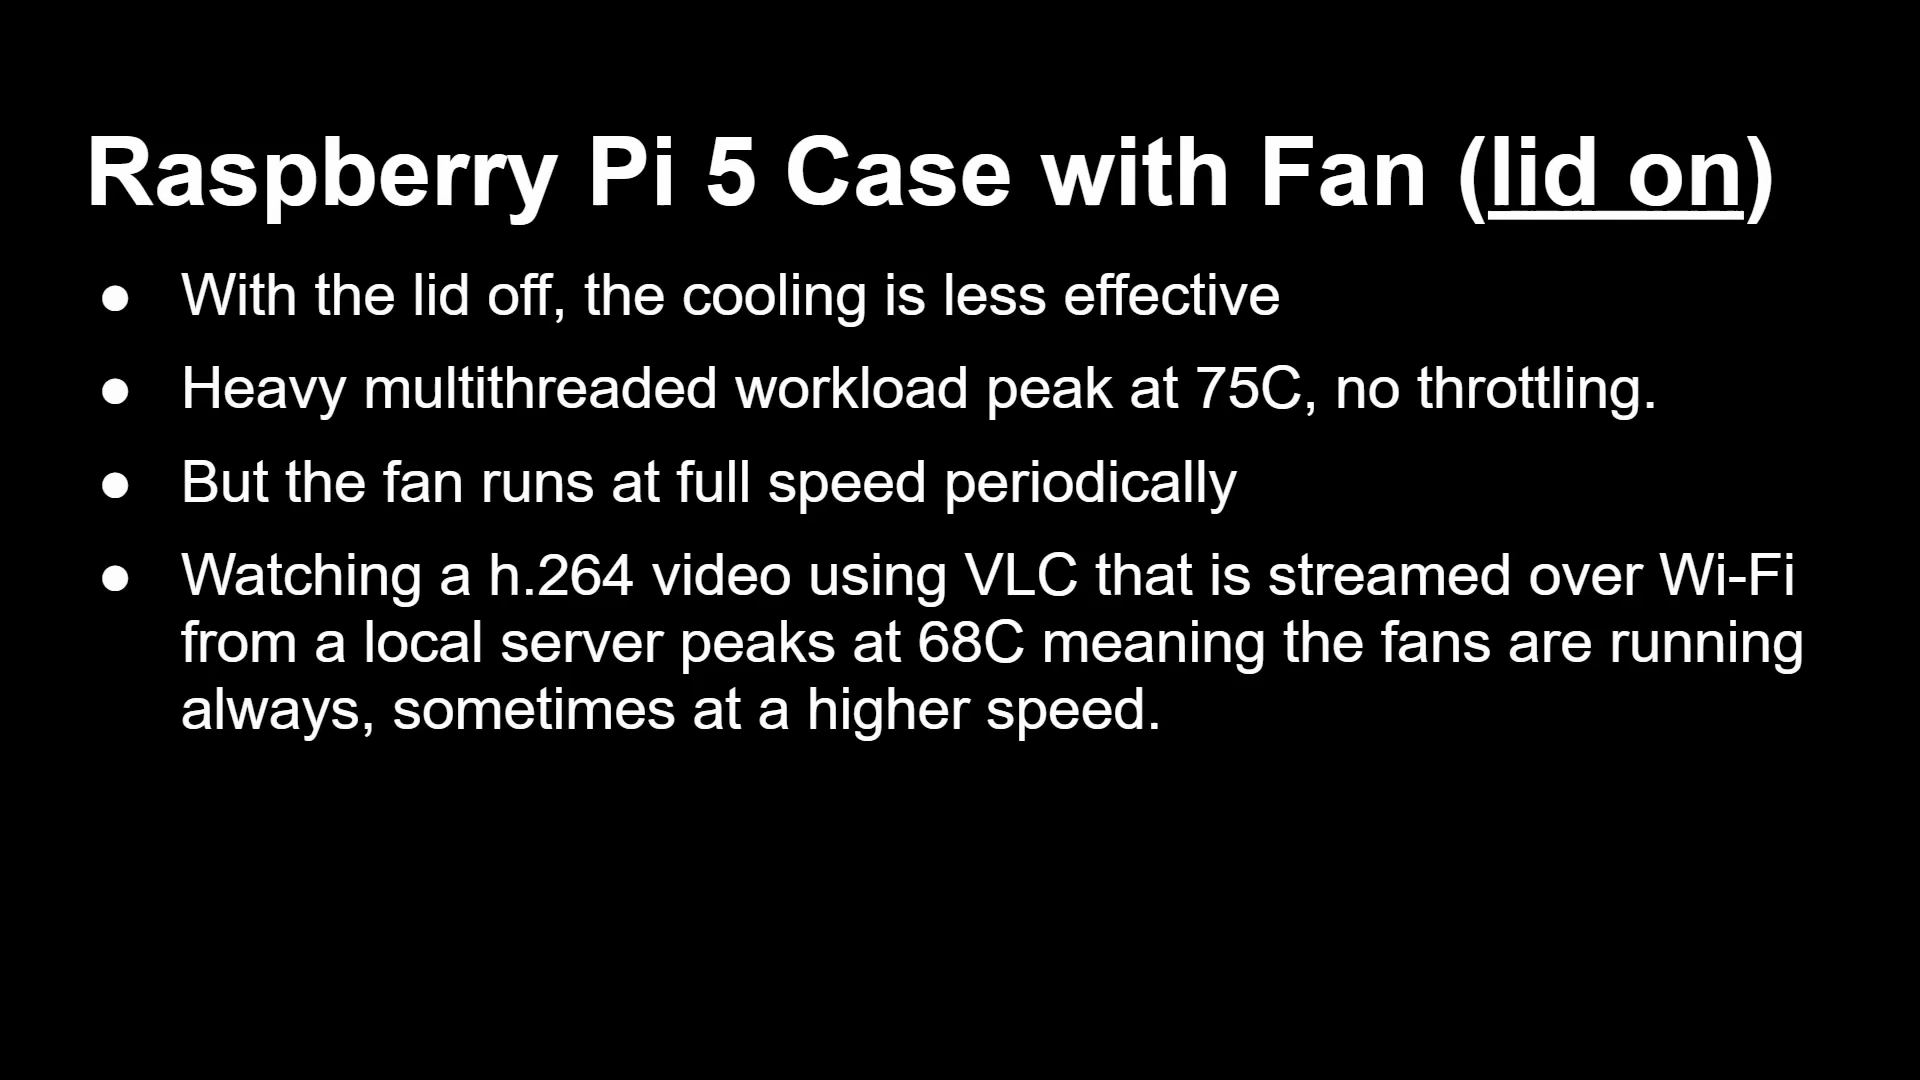 Raspberry Pi 5 Case with Fan (lid on)
● With the lid off, the cooling is less effective
● Heavy multithreaded workload peak at 75C, no throttling.
● But the fan runs at full speed periodically
● Watching a h.264 video using VLC that is streamed over Wi-Fi
from a local server peaks at 68C meaning the fans are running
always, sometimes at a higher speed.